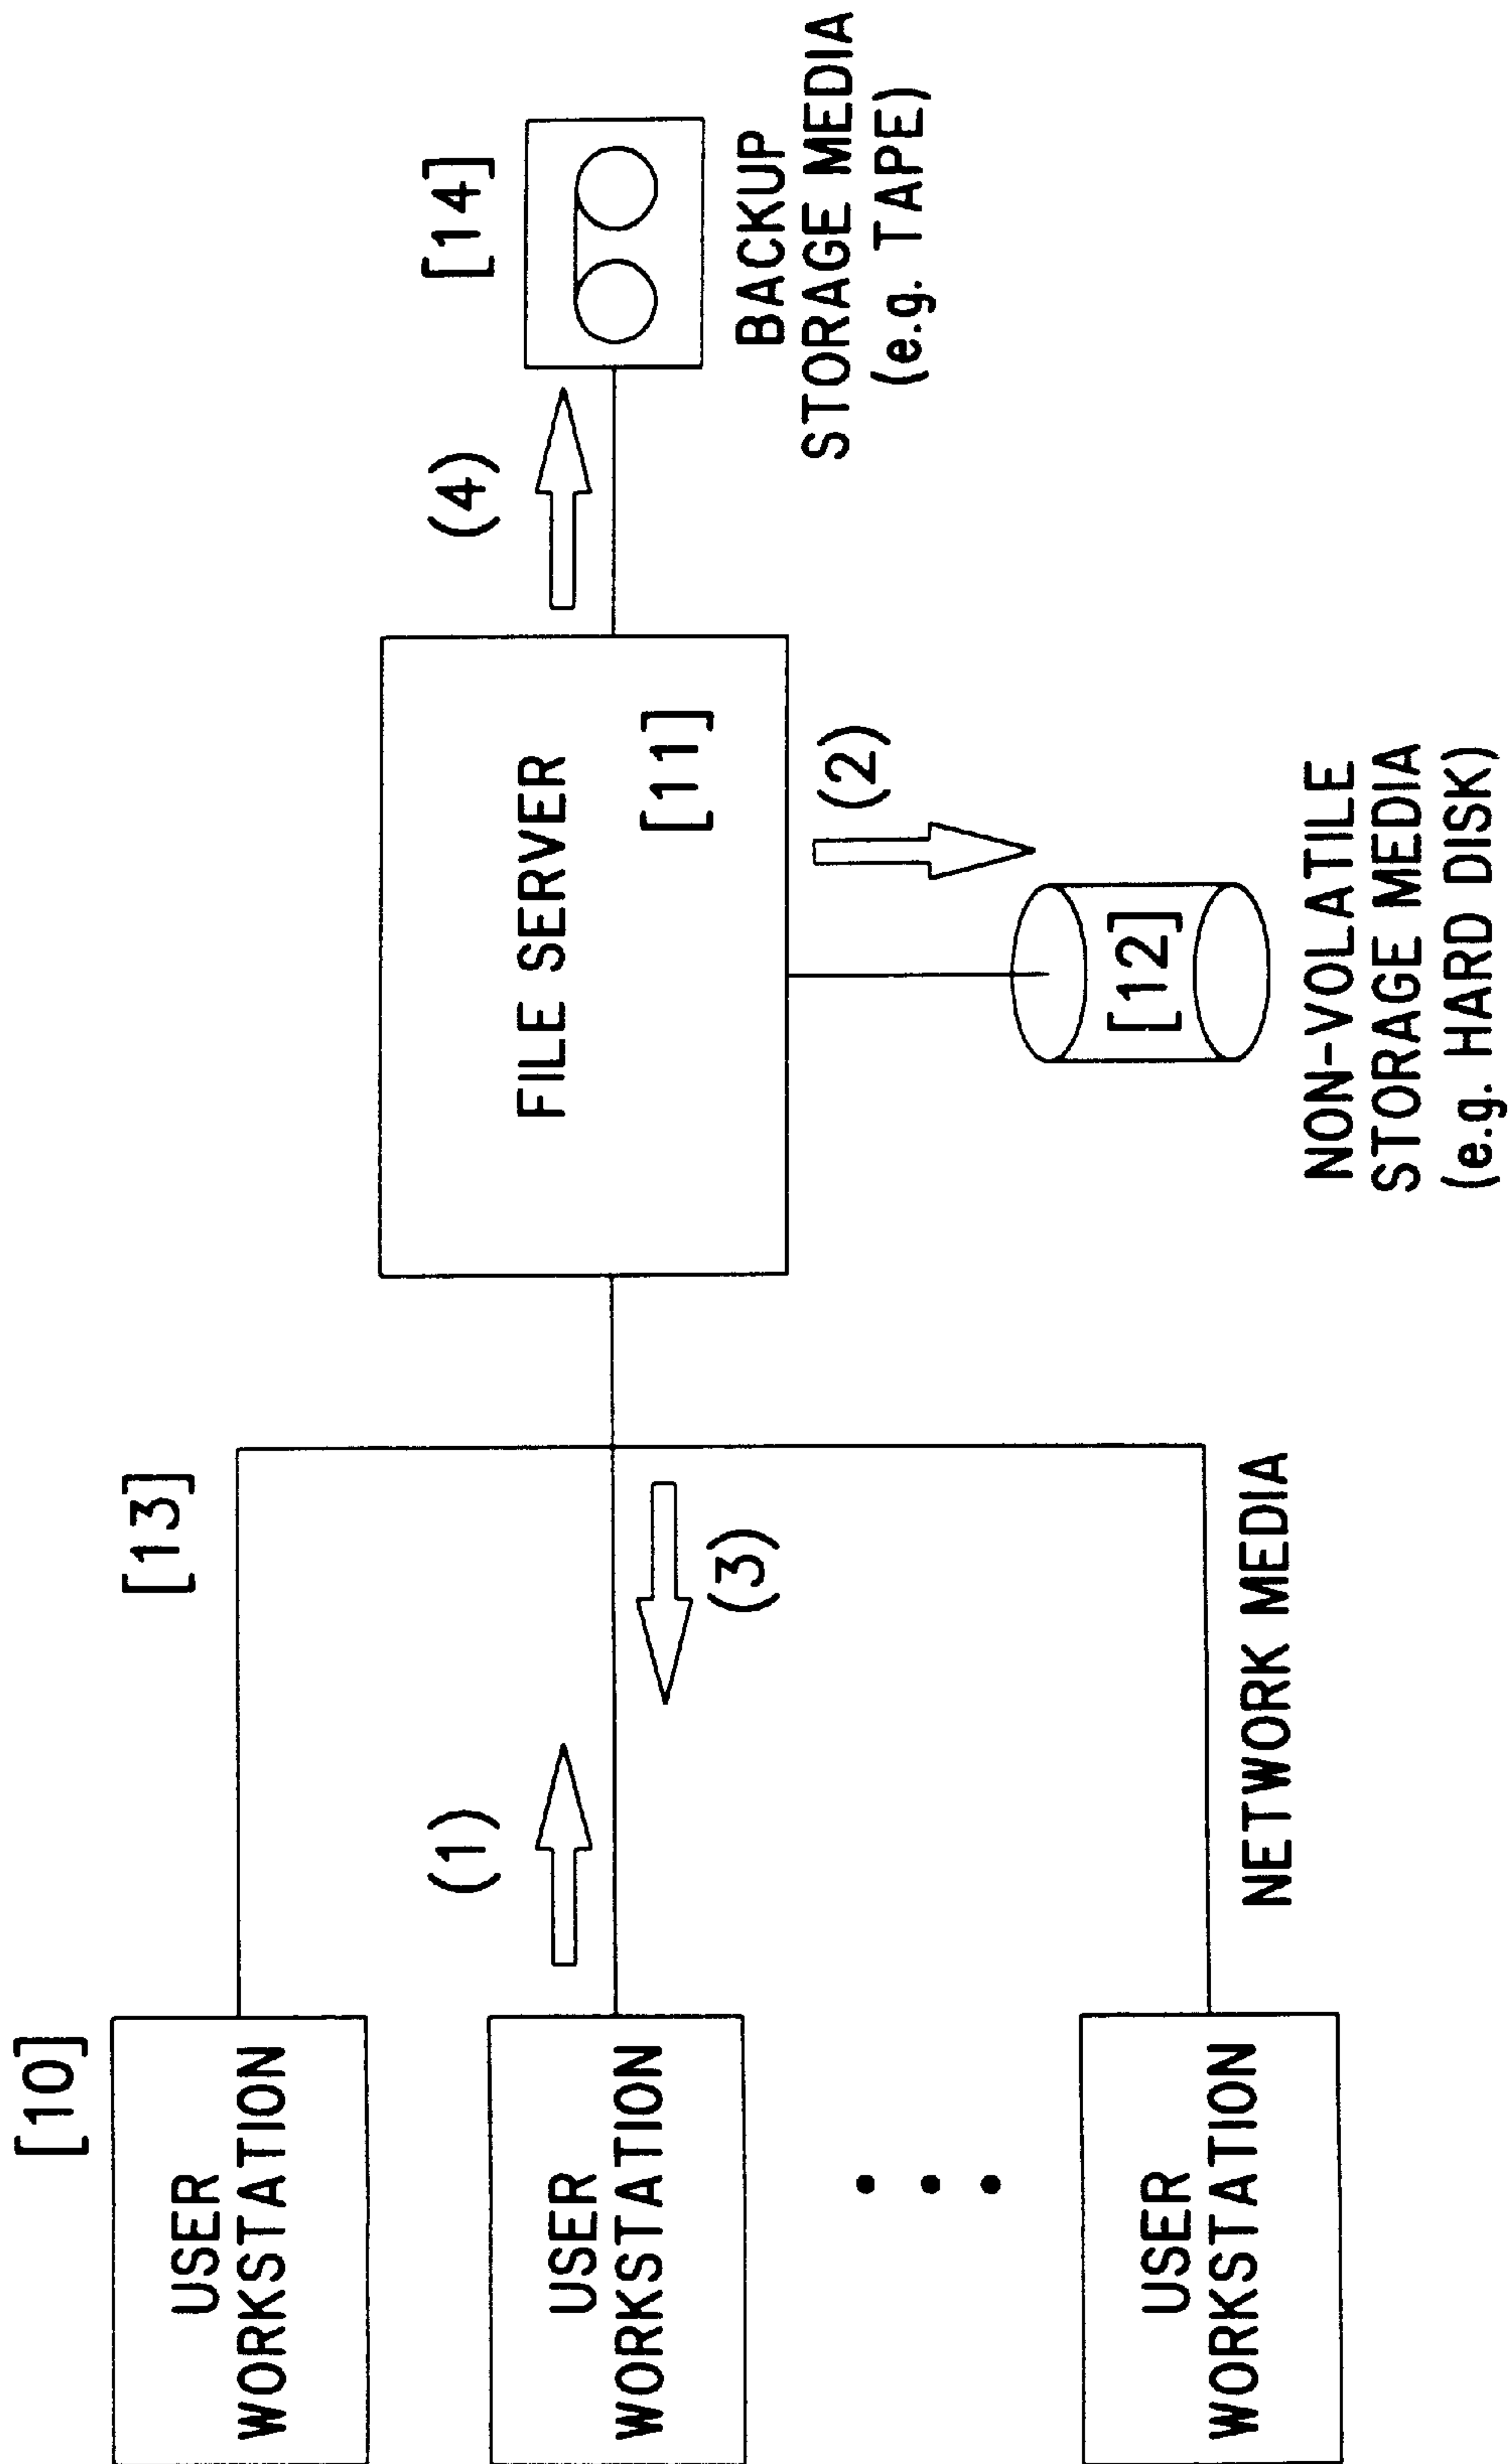 [10]
USER
WORKSTATION
USER
WORKSTATION
USER
WORKSTATION
[13]
(1)
(3)
NETWORK MEDIA
FILE SERVER
[11]
(2)
[12]
NON-VOLATILE
STORAGE MEDIA
(e.g. HARD DISK)
(4)
[14]
BACKUP
STORAGE MEDIA
(e.g. TAPE)